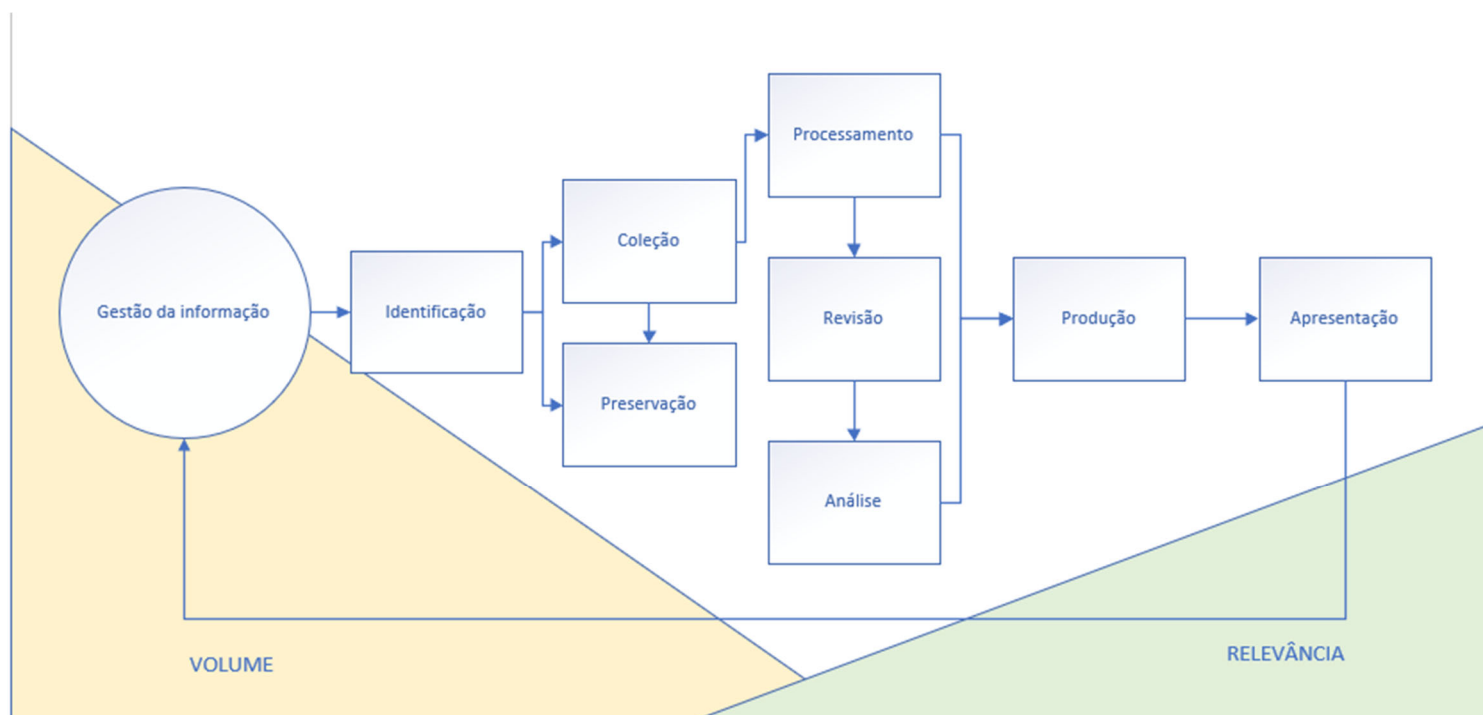 Gestão da informação
Identificação
Coleção
Preservação
Processamento
Revisão
Análise
Produção
Apresentação
VOLUME
RELEVÂNCIA